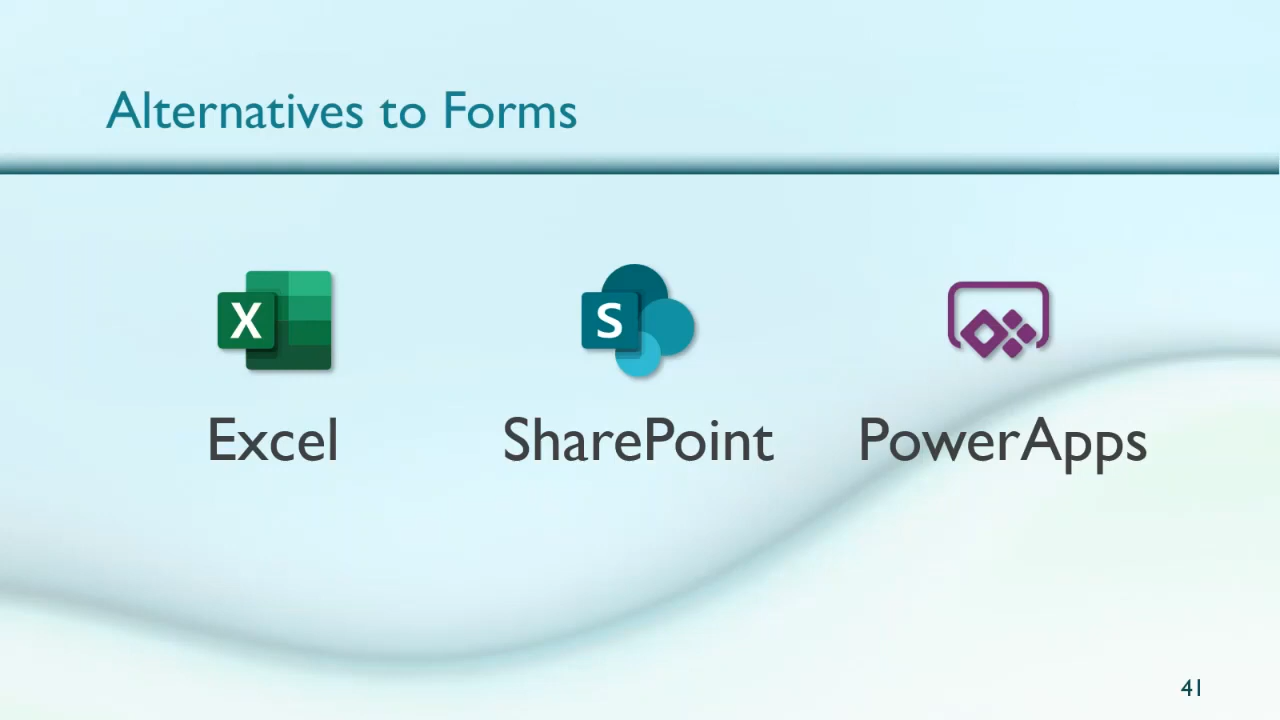 Alternatives to Forms
X
S
Excel
SharePoint
PowerApps
41